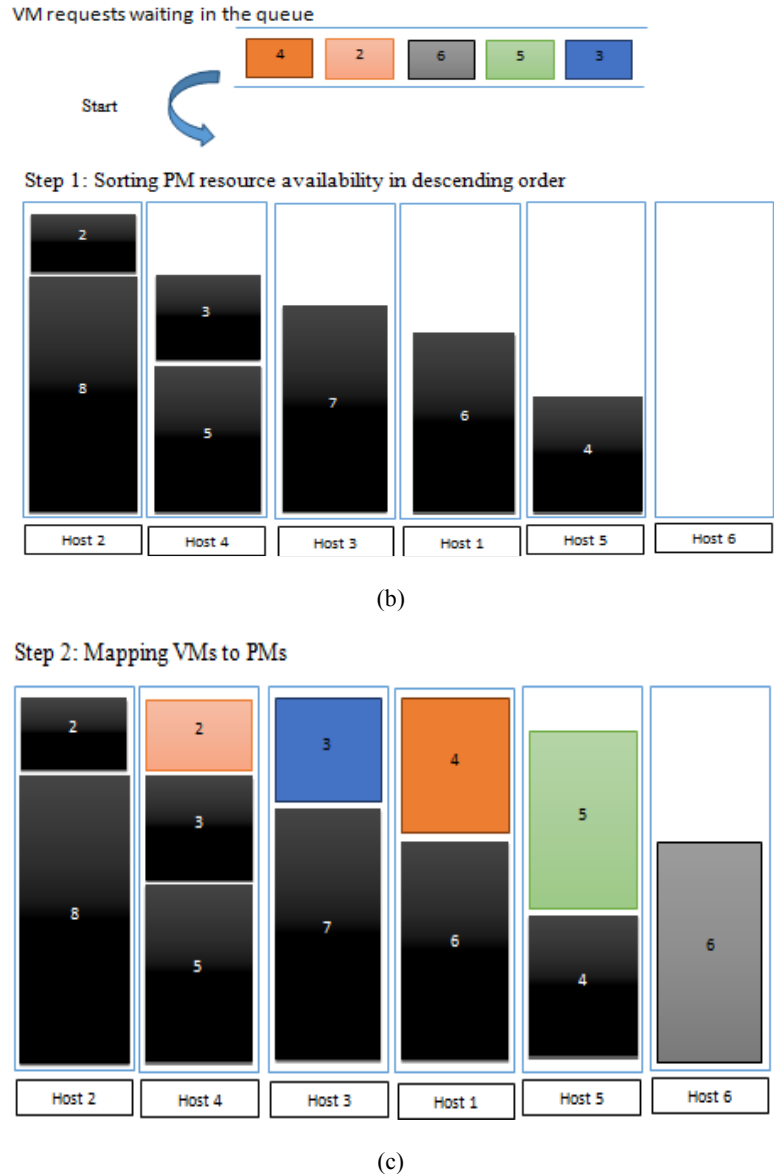 VM requests waiting in the queue
4 2 6 5 3
Start
Step 1: Sorting PM resource availability in descending order
2
3
8 7 6
5 4
Host 2 Host 4 Host 3 Host 1 Host 5 Host 6
(b)
Step 2: Mapping VMs to PMs
2 2 3 4
5
3
8 7 6 6
5 4
Host 2 Host 4 Host 3 Host 1 Host 5 Host 6
(c)